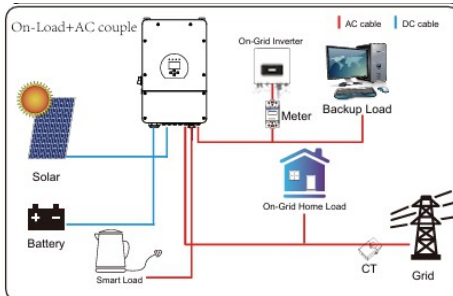 On-Load+AC couple
AC cable
DC cable
On-Grid Inverter
Meter
Backup Load
Solar
On-Grid Home Load
Battery
Smart Load
CT
Grid